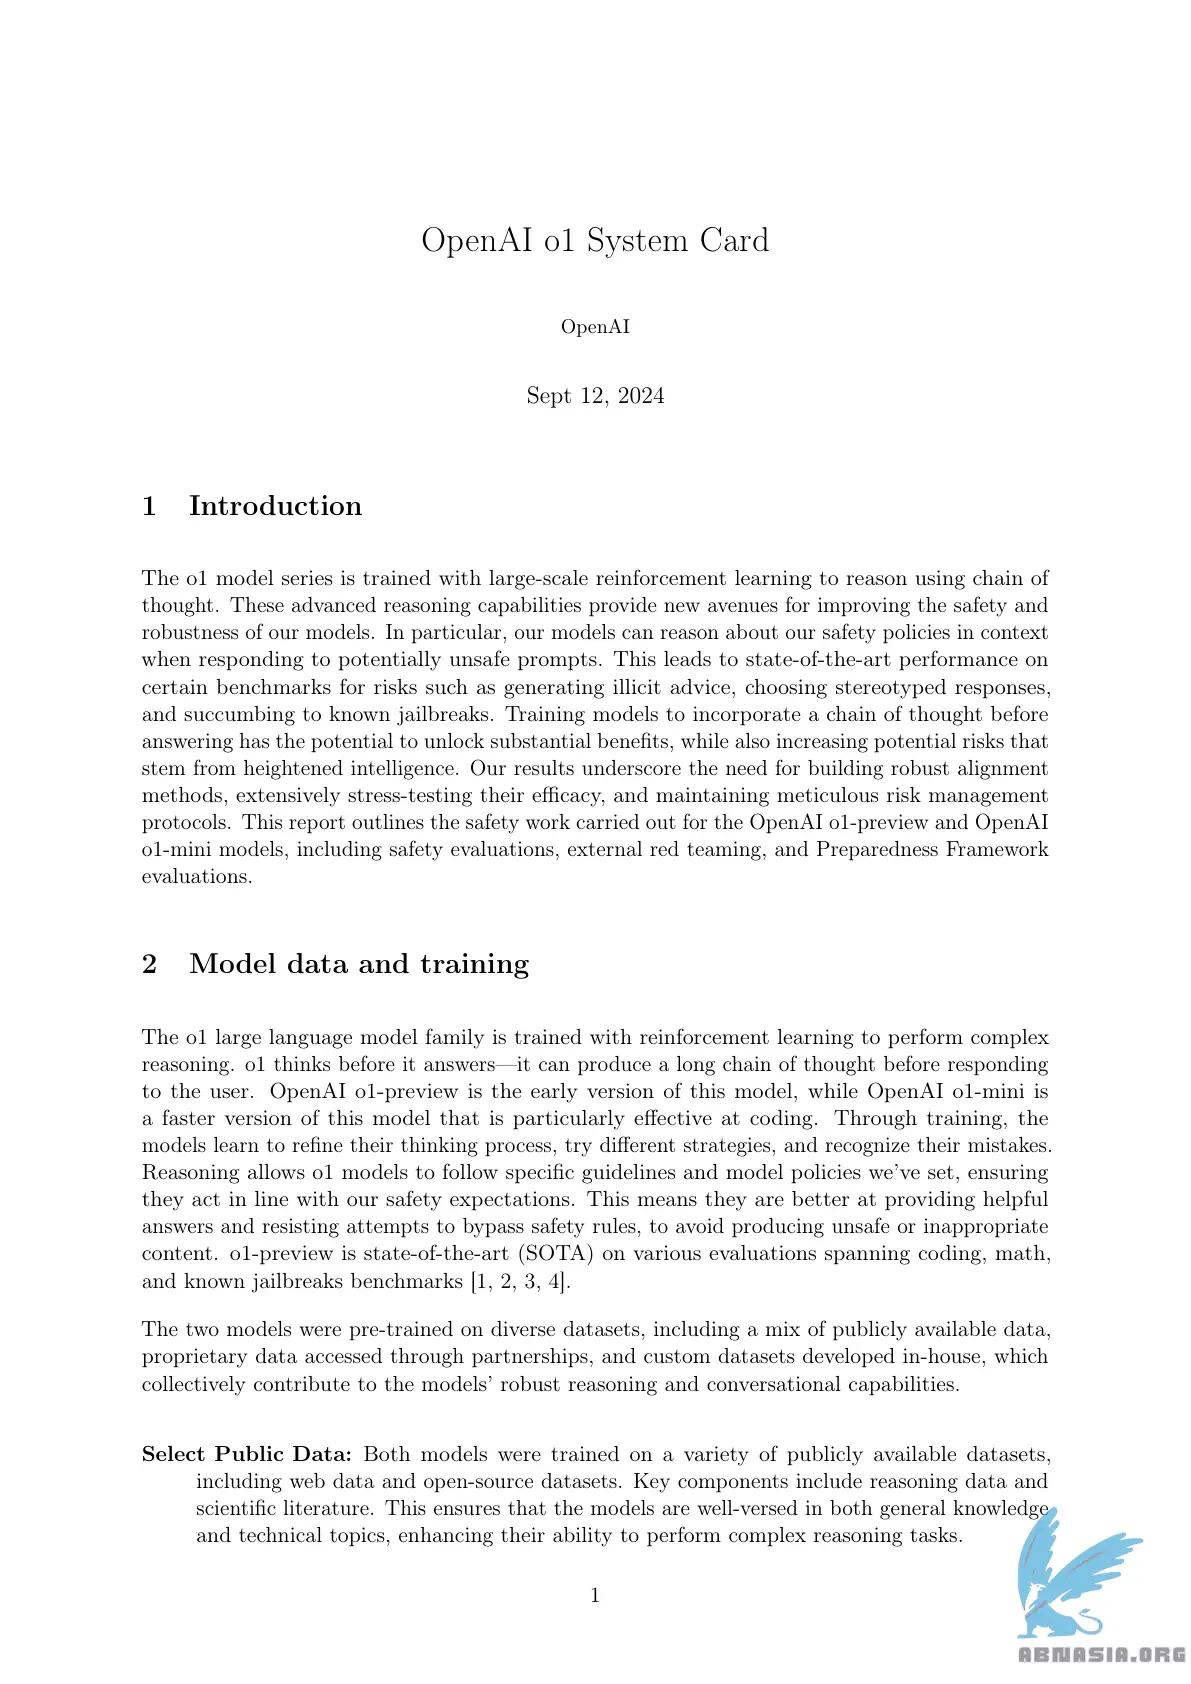 OpenAI o1 System Card
OpenAI
Sept 12, 2024
1 Introduction
The o1 model series is trained with large-scale reinforcement learning to reason using chain of
thought. These advanced reasoning capabilities provide new avenues for improving the safety and
robustness of our models. In particular, our models can reason about our safety policies in context
when responding to potentially unsafe prompts. This leads to state-of-the-art performance on
certain benchmarks for risks such as generating illicit advice, choosing stereotyped responses,
and succumbing to known jailbreaks. Training models to incorporate a chain of thought before
answering has the potential to unlock substantial benefits, while also increasing potential risks that
stem from heightened intelligence. Our results underscore the need for building robust alignment
methods, extensively stress-testing their efficacy, and maintaining meticulous risk management
protocols. This report outlines the safety work carried out for the OpenAI o1-preview and OpenAI
o1-mini models, including safety evaluations, external red teaming, and Preparedness Framework
evaluations.
2 Model data and training
The o1 large language model family is trained with reinforcement learning to perform complex
reasoning. o1 thinks before it answers—it can produce a long chain of thought before responding
to the user. OpenAI o1-preview is the early version of this model, while OpenAI o1-mini is
a faster version of this model that is particularly effective at coding. Through training, the
models learn to refine their thinking process, try different strategies, and recognize their mistakes.
Reasoning allows o1 models to follow specific guidelines and model policies we've set, ensuring
they act in line with our safety expectations. This means they are better at providing helpful
answers and resisting attempts to bypass safety rules, to avoid producing unsafe or inappropriate
content. o1-preview is state-of-the-art (SOTA) on various evaluations spanning coding, math,
and known jailbreaks benchmarks [1, 2, 3, 4].
The two models were pre-trained on diverse datasets, including a mix of publicly available data,
proprietary data accessed through partnerships, and custom datasets developed in-house, which
collectively contribute to the models' robust reasoning and conversational capabilities.
Select Public Data: Both models were trained on a variety of publicly available datasets,
including web data and open-source datasets. Key components include reasoning data and
scientific literature. This ensures that the models are well-versed in both general knowledge
and technical topics, enhancing their ability to perform complex reasoning tasks.
1
ABNASIA.ORG